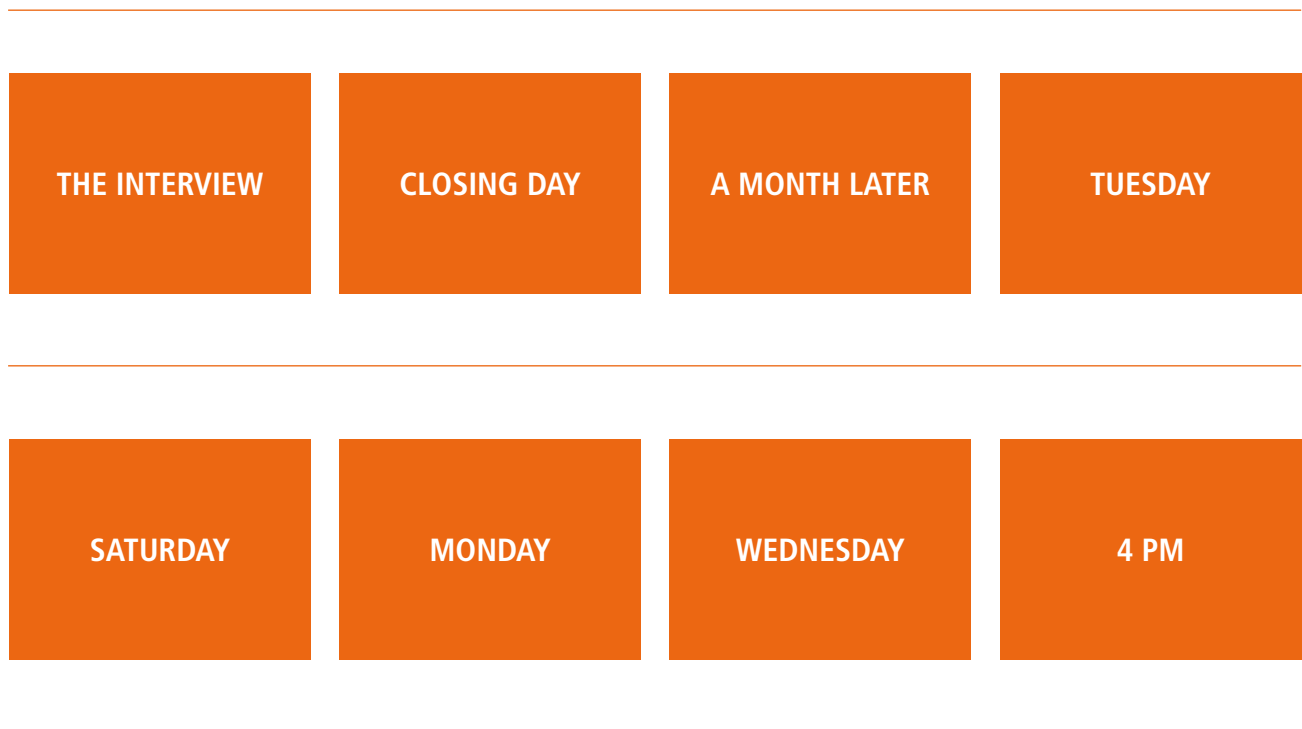 THE INTERVIEW
CLOSING DAY
A MONTH LATER
TUESDAY
SATURDAY
MONDAY
WEDNESDAY
4 PM